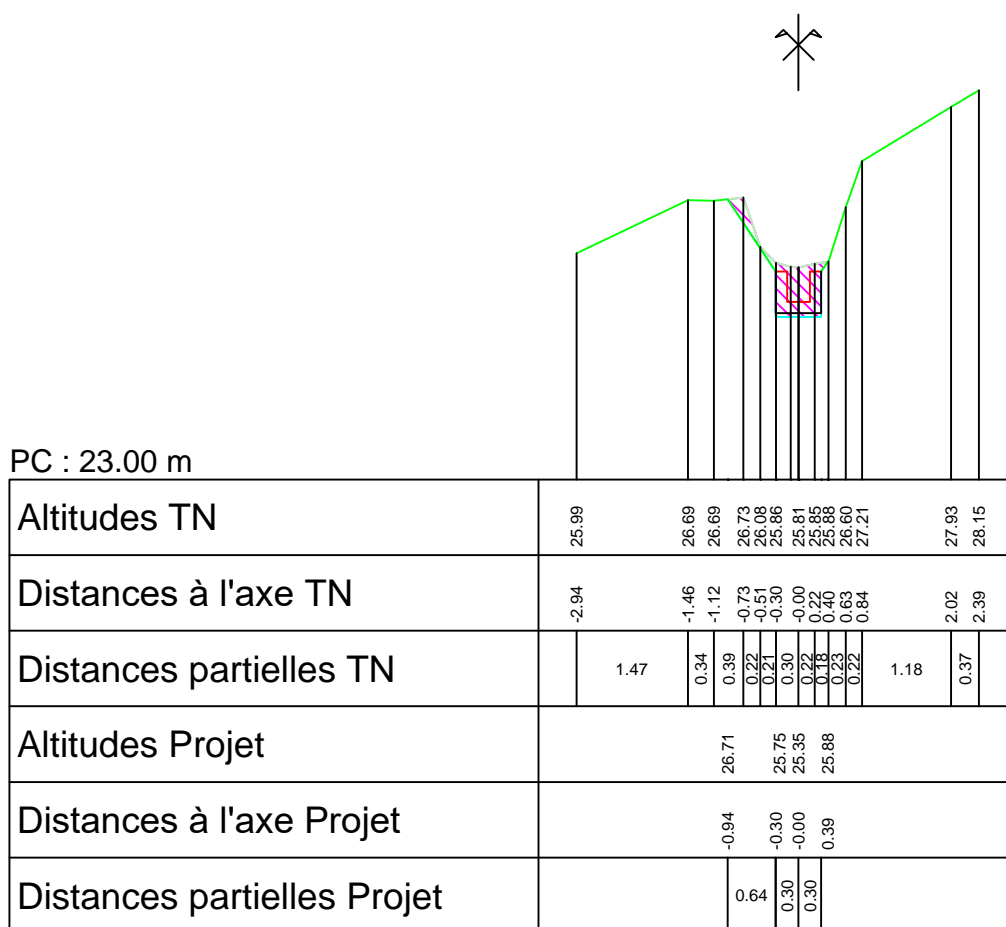 PC : 23.00 m
Altitudes TN 25.99 26.69 26.69 26.73 26.08 25.86 25.81 25.85 25.88 26.60 27.21 27.93 28.15
Distances à l'axe TN -2.94 -1.46 -1.12 -0.73 -0.51 -0.30 -0.00 0.22 0.40 0.63 0.84 2.02 2.39
Distances partielles TN 1.47 0.34 0.39 0.22 0.21 0.30 0.22 0.18 0.23 0.22 1.18 0.37
Altitudes Projet 26.71 25.75 25.35 25.88
Distances à l'axe Projet -0.94 -0.30 -0.00 0.39
Distances partielles Projet 0.64 0.30 0.30